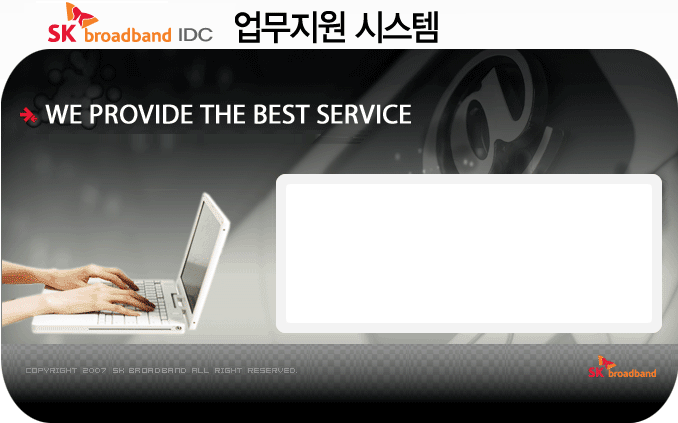 SK broadband IDC 업무지원 시스템
WE PROVIDE THE BEST SERVICE
COPYRIGHT 2007 SK BROADBAND ALL RIGHT RESERVED.
SK broadband